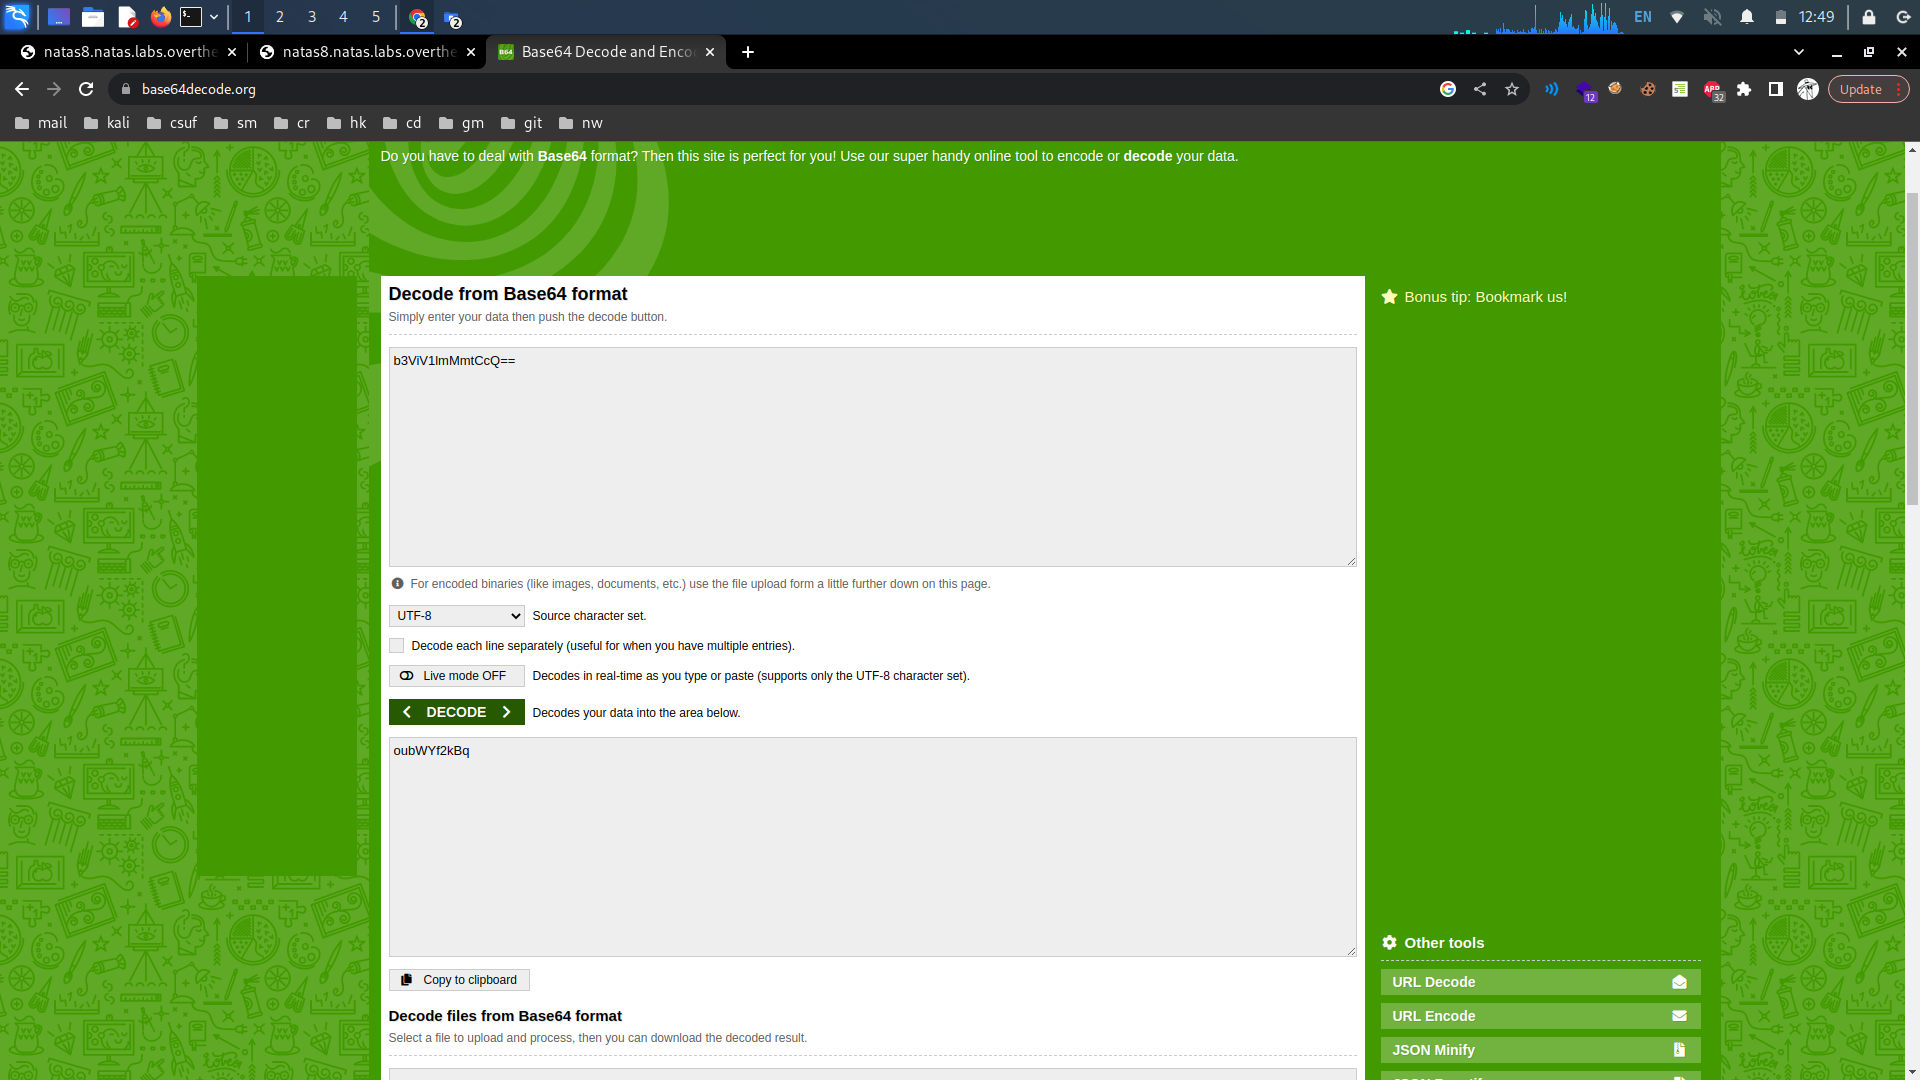 1 2 3 4 5 2 2 EN 12:49
natas8.natas.labs.overthe natas8.natas.labs.overthe B64 Base64 Decode and Enco
base64decode.org 12 ABP 32 Update
mail kali csuf sm cr hk cd gm git nw
Do you have to deal with Base64 format? Then this site is perfect for you! Use our super handy online tool to encode or decode your data.
Decode from Base64 format
Bonus tip: Bookmark us!
Simply enter your data then push the decode button.
b3ViV1lmMmtCcQ==
For encoded binaries (like images, documents, etc.) use the file upload form a little further down on this page.
UTF-8 Source character set.
Decode each line separately (useful for when you have multiple entries).
Live mode OFF Decodes in real-time as you type or paste (supports only the UTF-8 character set).
DECODE Decodes your data into the area below.
oubWYf2kBq
Copy to clipboard
Decode files from Base64 format
Select a file to upload and process, then you can download the decoded result.
Other tools
URL Decode
URL Encode
JSON Minify